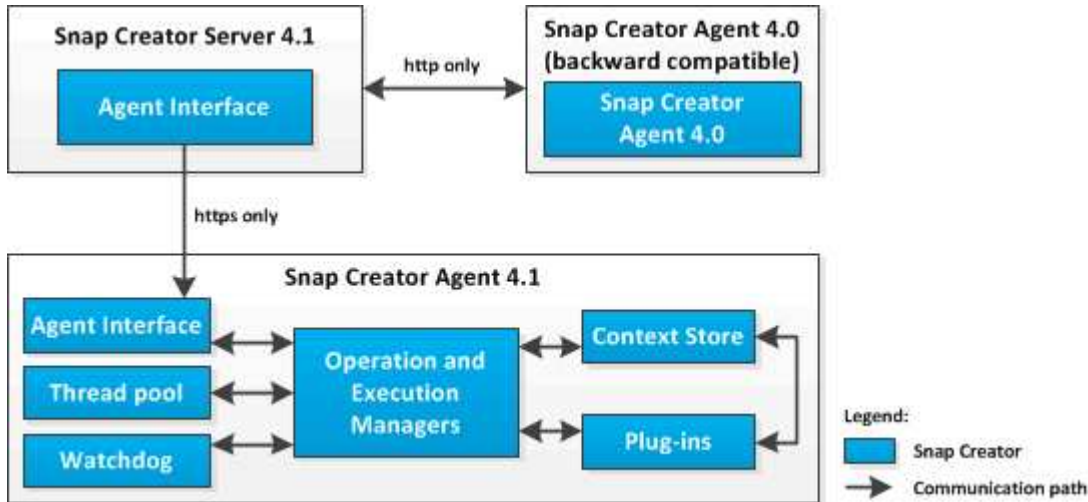 Snap Creator Server 4.1
Agent Interface
http only
Snap Creator Agent 4.0
(backward compatible)
Snap Creator
Agent 4.0
https only
Snap Creator Agent 4.1
Agent Interface
Thread pool
Watchdog
Operation and
Execution
Managers
Context Store
Plug-ins
Legend:
Snap Creator
Communication path